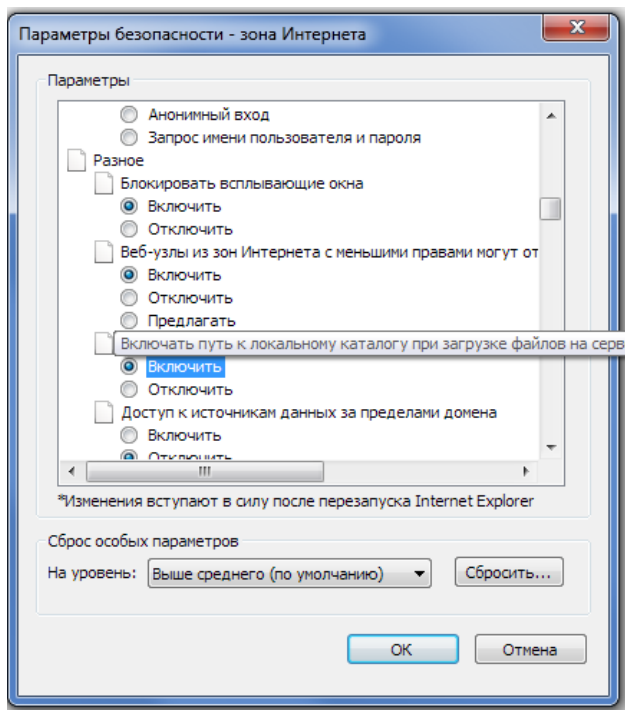 Параметры безопасности - зона Интернета
Параметры
Анонимный вход
Запрос имени пользователя и пароля
Разное
Блокировать всплывающие окна
Включить
Отключить
Веб-узлы из зон Интернета с меньшими правами могут от
Включить
Отключить
Предлагать
Включать путь к локальному каталогу при загрузке файлов на серв
Включить
Отключить
Доступ к источникам данных за пределами домена
Включить
Отключить
*Изменения вступают в силу после перезапуска Internet Explorer
Сброс особых параметров
На уровень: Выше среднего (по умолчанию) Сбросить...
OK Отмена